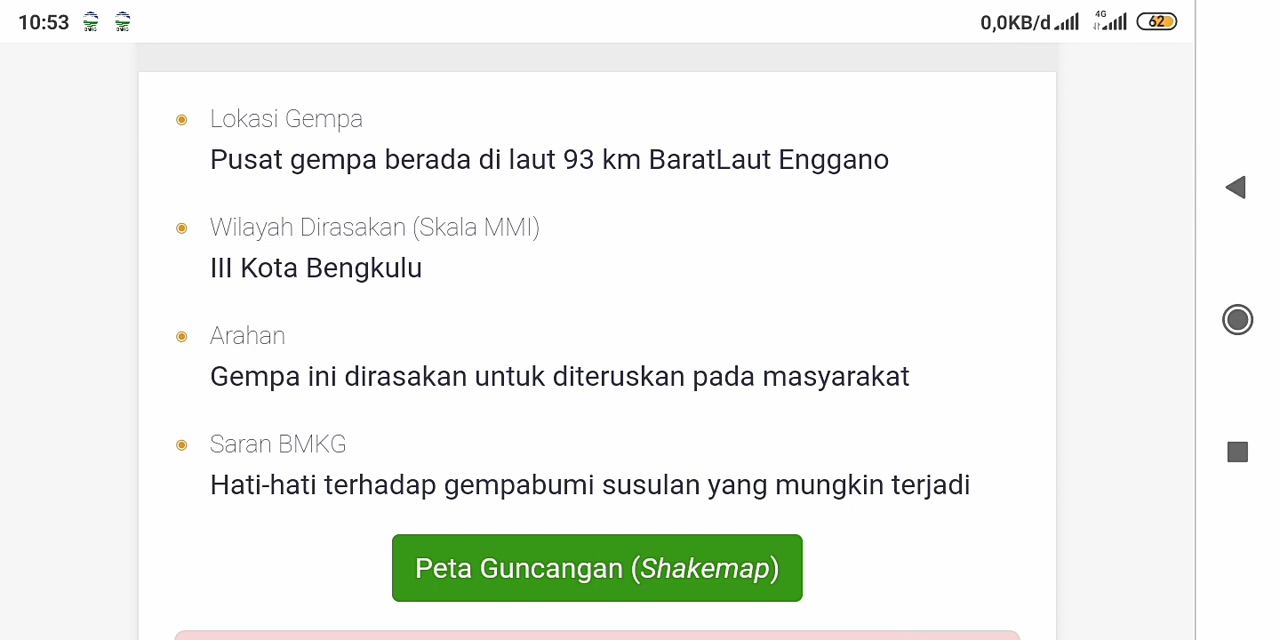 10:53
0,0KB/d 4G 62
Lokasi Gempa
Pusat gempa berada di laut 93 km BaratLaut Enggano
Wilayah Dirasakan (Skala MMI)
III Kota Bengkulu
Arahan
Gempa ini dirasakan untuk diteruskan pada masyarakat
Saran BMKG
Hati-hati terhadap gempabumi susulan yang mungkin terjadi
Peta Guncangan (Shakemap)